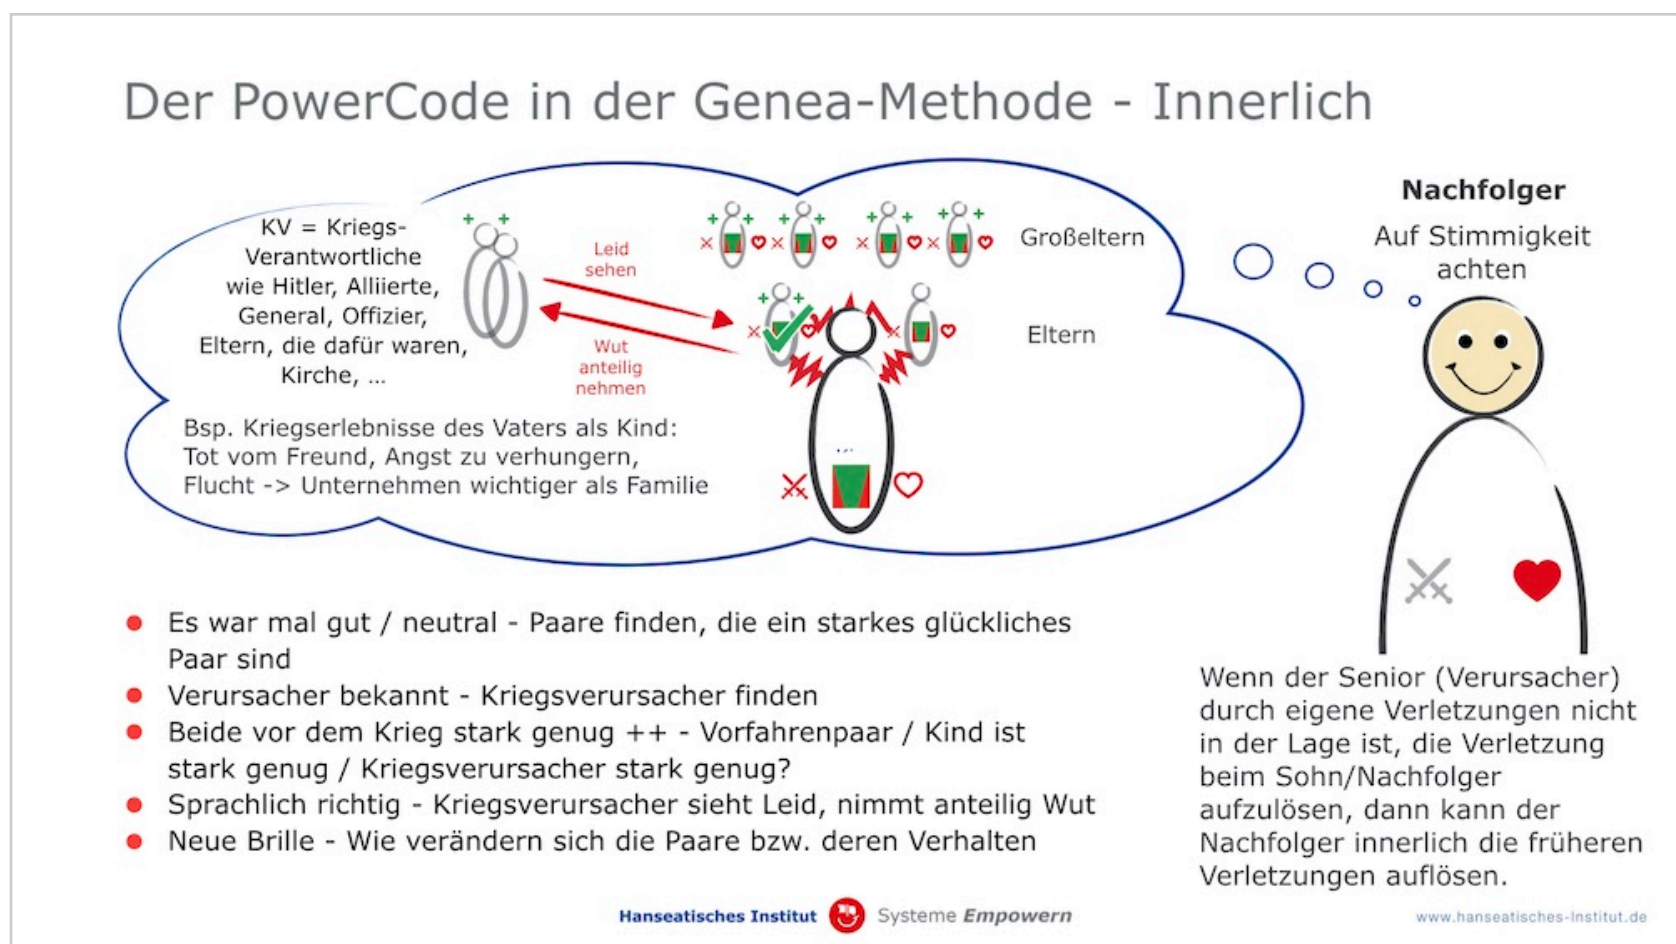 Der PowerCode in der Genea-Methode - Innerlich
KV = Kriegs-
Verantwortliche
wie Hitler, Alliierte,
General, Offizier,
Eltern, die dafür waren,
Kirche, ...
Leid
sehen
Wut
anteilig
nehmen
Großeltern
Eltern
Bsp. Kriegserlebnisse des Vaters als Kind:
Tot vom Freund, Angst zu verhungern,
Flucht -> Unternehmen wichtiger als Familie
Nachfolger
Auf Stimmigkeit
achten
Es war mal gut / neutral - Paare finden, die ein starkes glückliches
Paar sind
Verursacher bekannt - Kriegsverursacher finden
Beide vor dem Krieg stark genug ++ - Vorfahrenpaar / Kind ist
stark genug / Kriegsverursacher stark genug?
Sprachlich richtig - Kriegsverursacher sieht Leid, nimmt anteilig Wut
Neue Brille - Wie verändern sich die Paare bzw. deren Verhalten
Wenn der Senior (Verursacher)
durch eigene Verletzungen nicht
in der Lage ist, die Verletzung
beim Sohn/Nachfolger
aufzulösen, dann kann der
Nachfolger innerlich die früheren
Verletzungen auflösen.
Hanseatisches Institut Systeme Empowern
www.hanseatisches-Institut.de